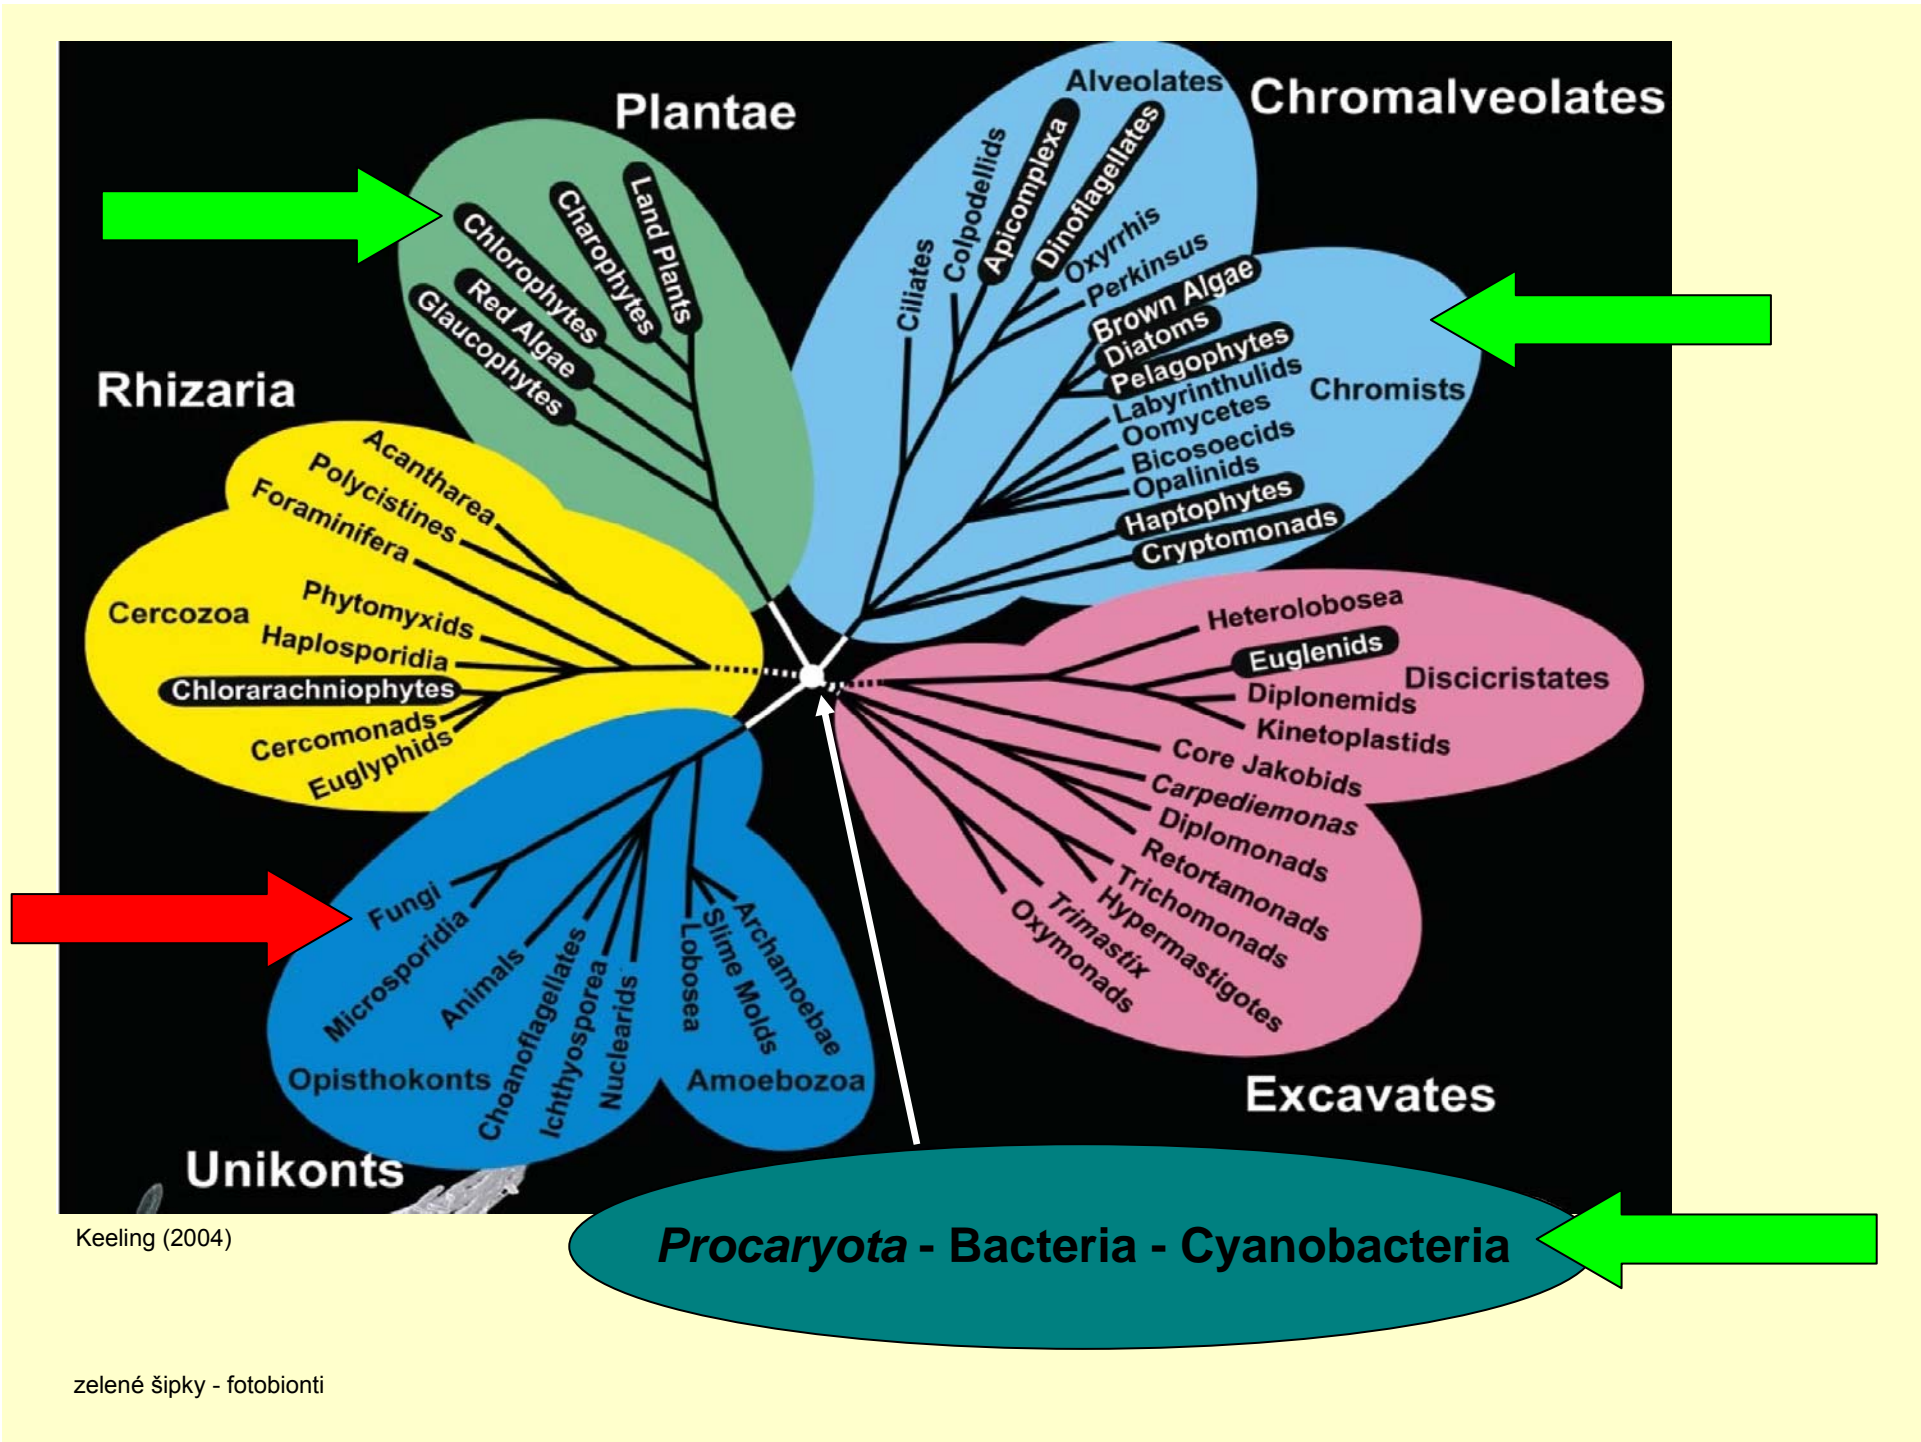 Plantae
Chlorophytes
Red Algae
Glaucophytes
Charophytes
Land Plants
Chromalveolates
Alveolates
Ciliates
Colpodellids
Apicomplexa
Dinoflagellates
Oxyrrhis
Perkinsus
Brown Algae
Diatoms
Pelagophytes
Labyrinthulids
Oomycetes
Bicosoecids
Opalinids
Haptophytes
Cryptomonads
Chromists
Rhizaria
Acantharea
Polycistines
Foraminifera
Cercozoa
Phytomyxids
Haplosporidia
Chlorarachniophytes
Cercomonads
Euglyphids
Heterolobosea
Euglenids
Discicristates
Diplonemids
Kinetoplastids
Core Jakobids
Carpediemonas
Diplomonads
Retortamonads
Trichomonads
Hypermastigotes
Trimastix
Oxymonads
Excavates
Fungi
Microsporidia
Animals
Choanoflagellates
Ichthyosporea
Nuclearids
Lobosea
Slime Molds
Archamoebae
Opisthokonts
Amoebozoa
Unikonts
Keeling (2004)
Procaryota - Bacteria - Cyanobacteria
zelené šipky - fotobionti